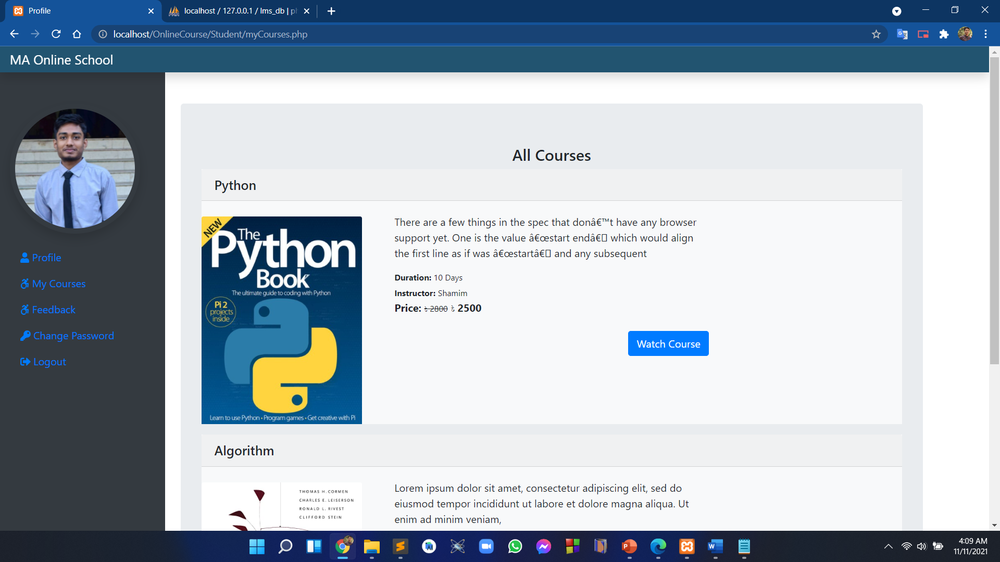 Profile
localhost / 127.0.0.1 / lms_db | ph
localhost/OnlineCourse/Student/myCourses.php
MA Online School
Profile
My Courses
Feedback
Change Password
Logout
All Courses
Python
NEW
The
Python
Book
The ultimate guide to coding with Python
Pi 2
projects
inside
Learn to use Python • Program games • Get creative with Pi
There are a few things in the spec that donâ€™t have any browser
support yet. One is the value â€œstart endâ€ which would align
the first line as if was â€œstartâ€ and any subsequent
Duration: 10 Days
Instructor: Shamim
Price: ৳ 2800 ৳ 2500
Watch Course
Algorithm
THOMAS H. CORMEN
CHARLES E. LEISERSON
RONALD L. RIVEST
CLIFFORD STEIN
Lorem ipsum dolor sit amet, consectetur adipiscing elit, sed do
eiusmod tempor incididunt ut labore et dolore magna aliqua. Ut
enim ad minim veniam,
4:09 AM
11/11/2021